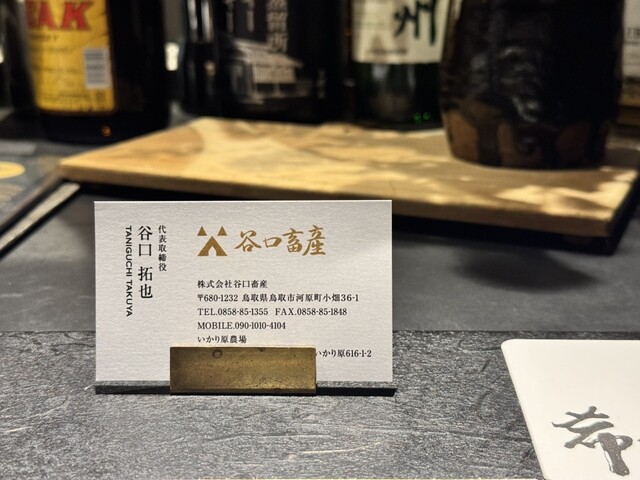 EAK
州
代表取締役
谷口 拓也
TANIGUCHI TAKUYA
谷口畜産
株式会社谷口畜産
〒680-1232 鳥取県鳥取市河原町小畑36-1
TEL.0858-85-1355 FAX.0858-85-1848
MOBILE.090-1010-4104
いかり原農場
いかり原616-1-2